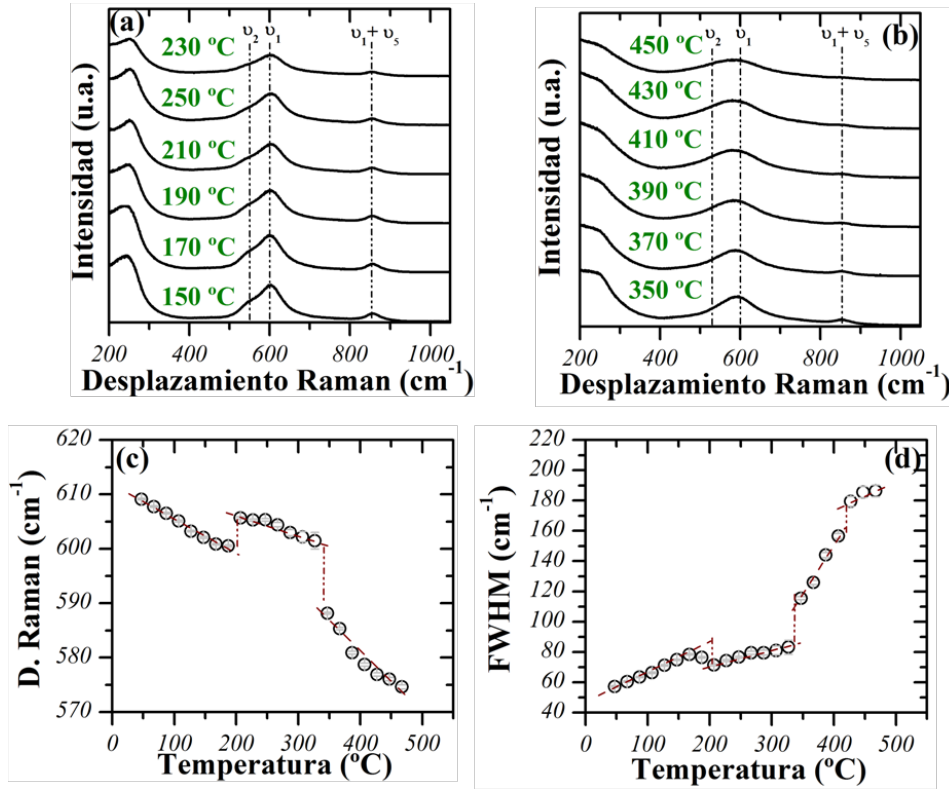 (a)
υ₂ υ₁ υ₁+ υ₅
230 ºC
250 ºC
210 ºC
190 ºC
170 ºC
150 ºC
Intensidad (u.a.)
200 400 600 800 1000
Desplazamiento Raman (cm⁻¹)
(b)
υ₂ υ₁ υ₁+ υ₅
450 ºC
430 ºC
410 ºC
390 ºC
370 ºC
350 ºC
Intensidad (u.a.)
200 400 600 800 1000
Desplazamiento Raman (cm⁻¹)
(c)
620
610
600
590
580
570
D. Raman (cm⁻¹)
0 100 200 300 400 500
Temperatura (ºC)
(d)
220
200
180
160
140
120
100
80
60
40
FWHM (cm⁻¹)
0 100 200 300 400 500
Temperatura (ºC)